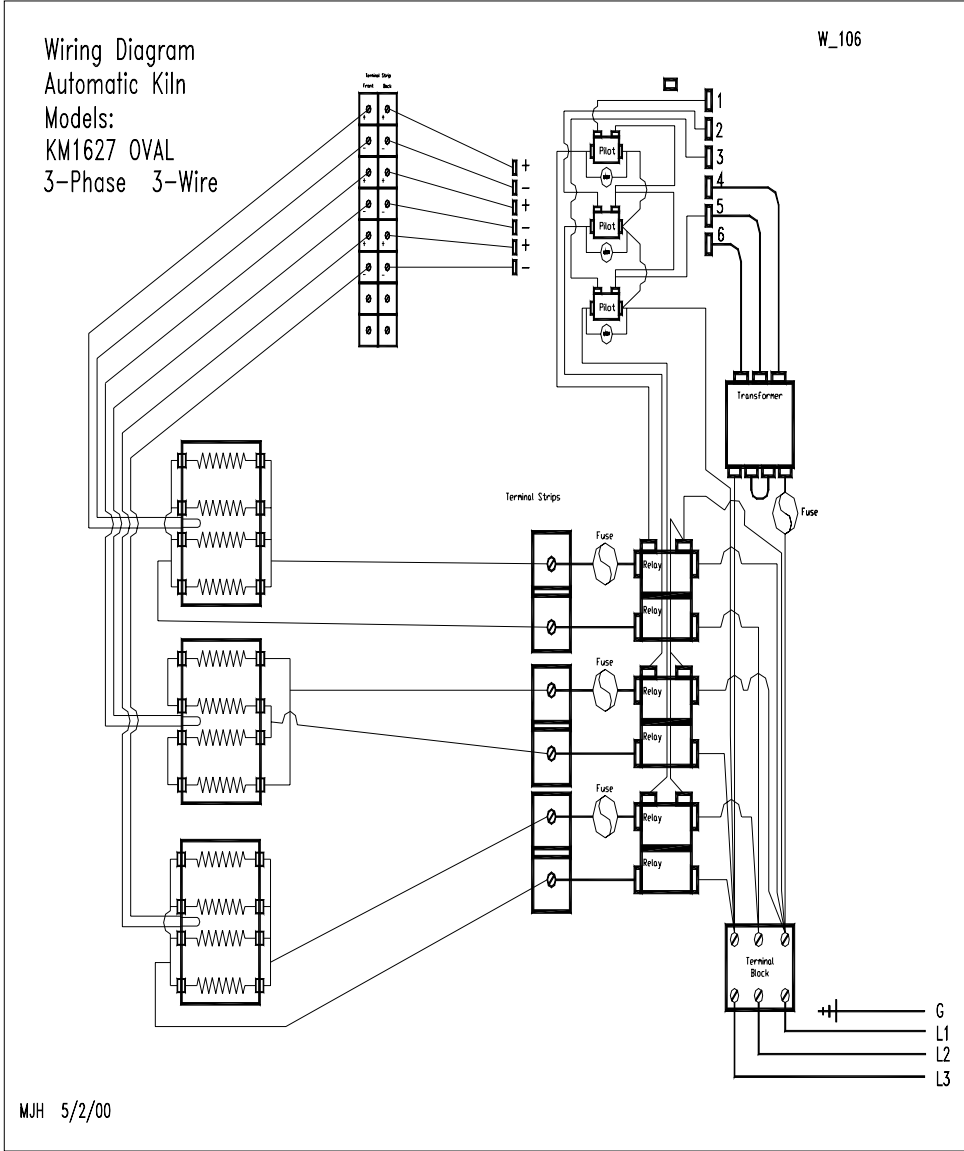 Wiring Diagram
Automatic Kiln
Models:
KM1627 OVAL
3-Phase 3-Wire
W_106
Terminal Strip
Front Back
+ +
- -
+ +
- -
+ +
- -
+
-
+
-
+
-
1
2
3
4
5
6
Pilot
Pilot
Pilot
Transformer
Fuse
Terminal Strips
Fuse
Relay
Relay
Fuse
Relay
Relay
Fuse
Relay
Relay
Terminal
Block
G
L1
L2
L3
MJH 5/2/00